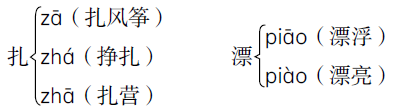 扎 zā（扎风筝）
zhá（挣扎）
zhā（扎营）
漂 piāo（漂浮）
piào（漂亮）